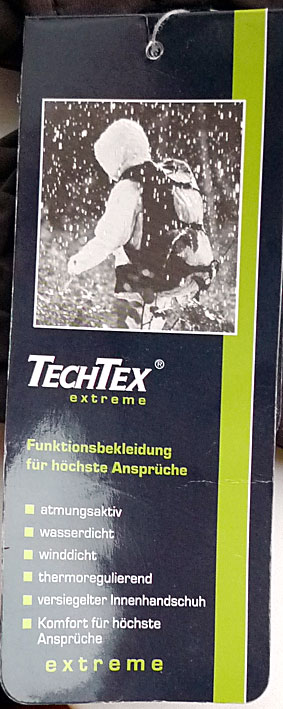 TECHTEX®
extreme
Funktionsbekleidung
für höchste Ansprüche
atmungsaktiv
wasserdicht
winddicht
thermoregulierend
versiegelter Innenhandschuh
Komfort für höchste
Ansprüche
extreme